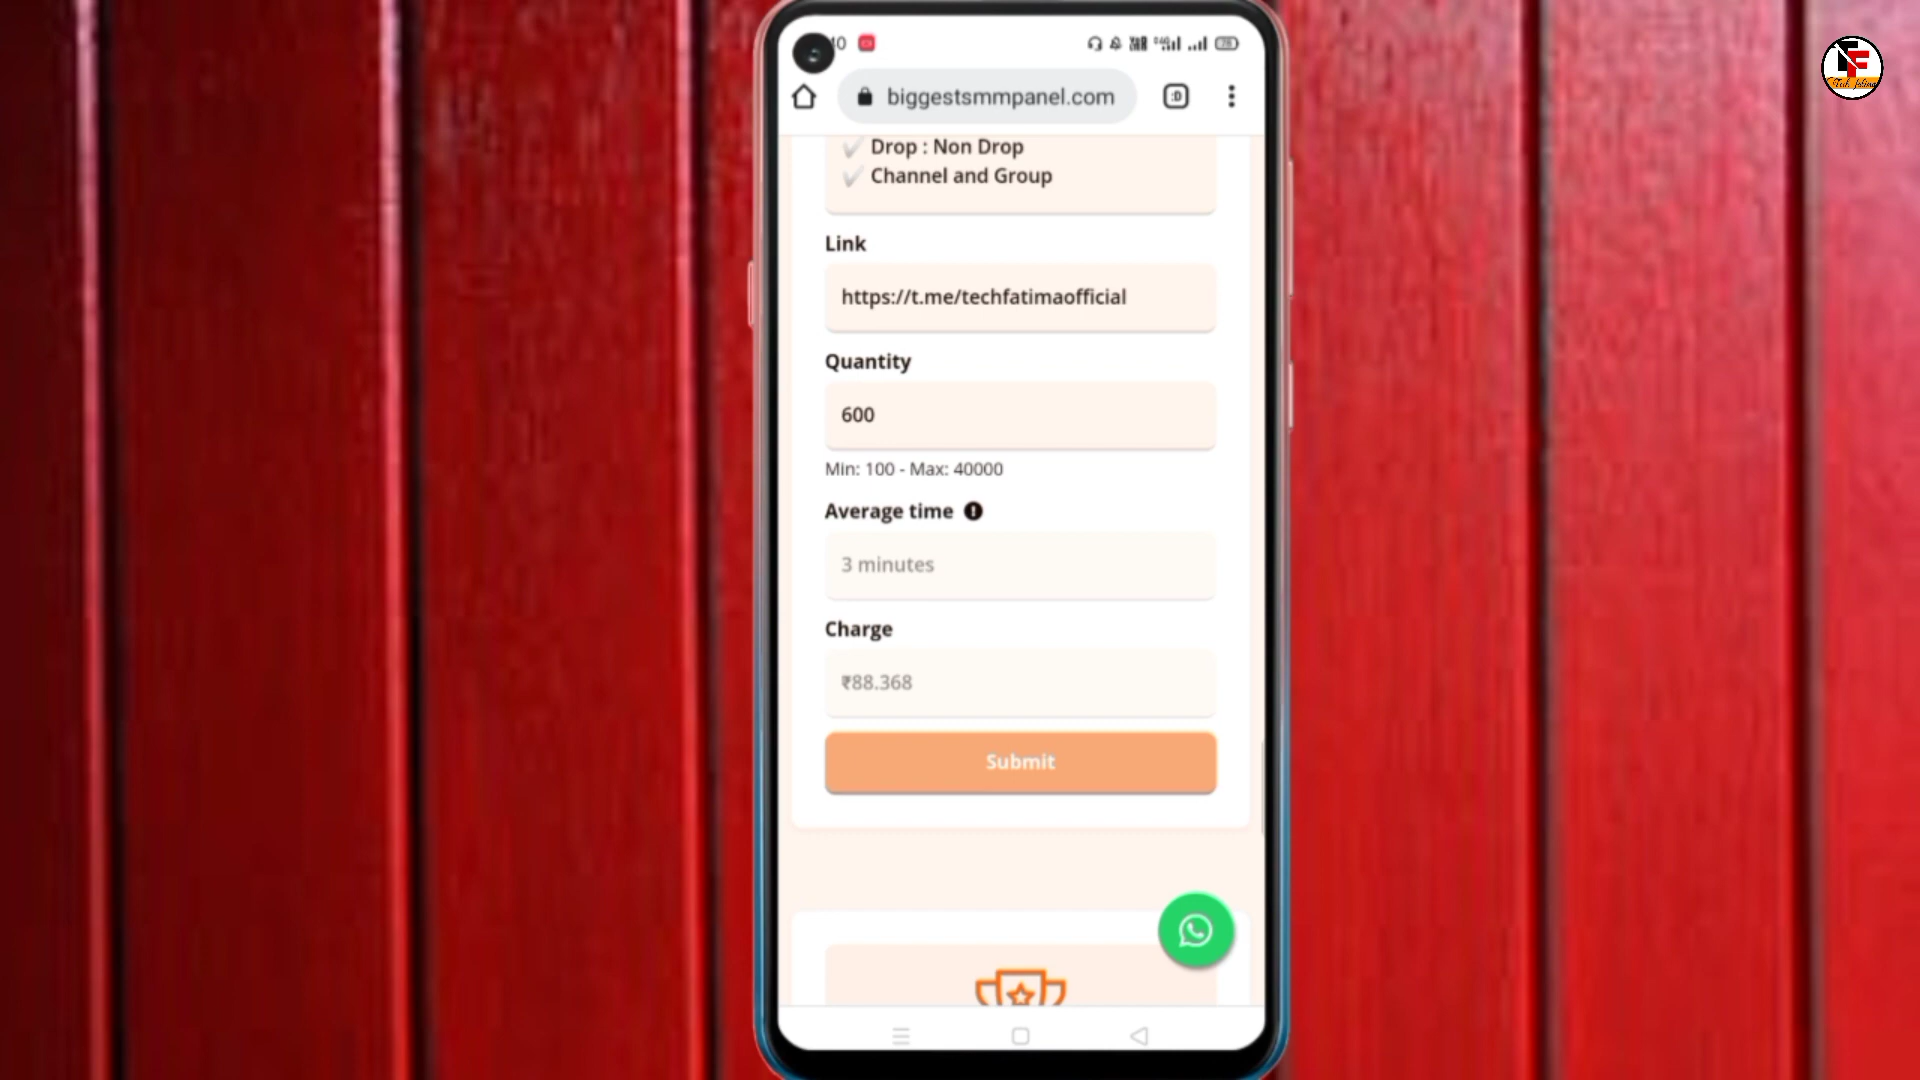 biggestsmmpanel.com
Drop : Non Drop
Channel and Group
Link
https://t.me/techfatimaofficial
Quantity
600
Min: 100 - Max: 40000
Average time
3 minutes
Charge
₹88.368
Submit